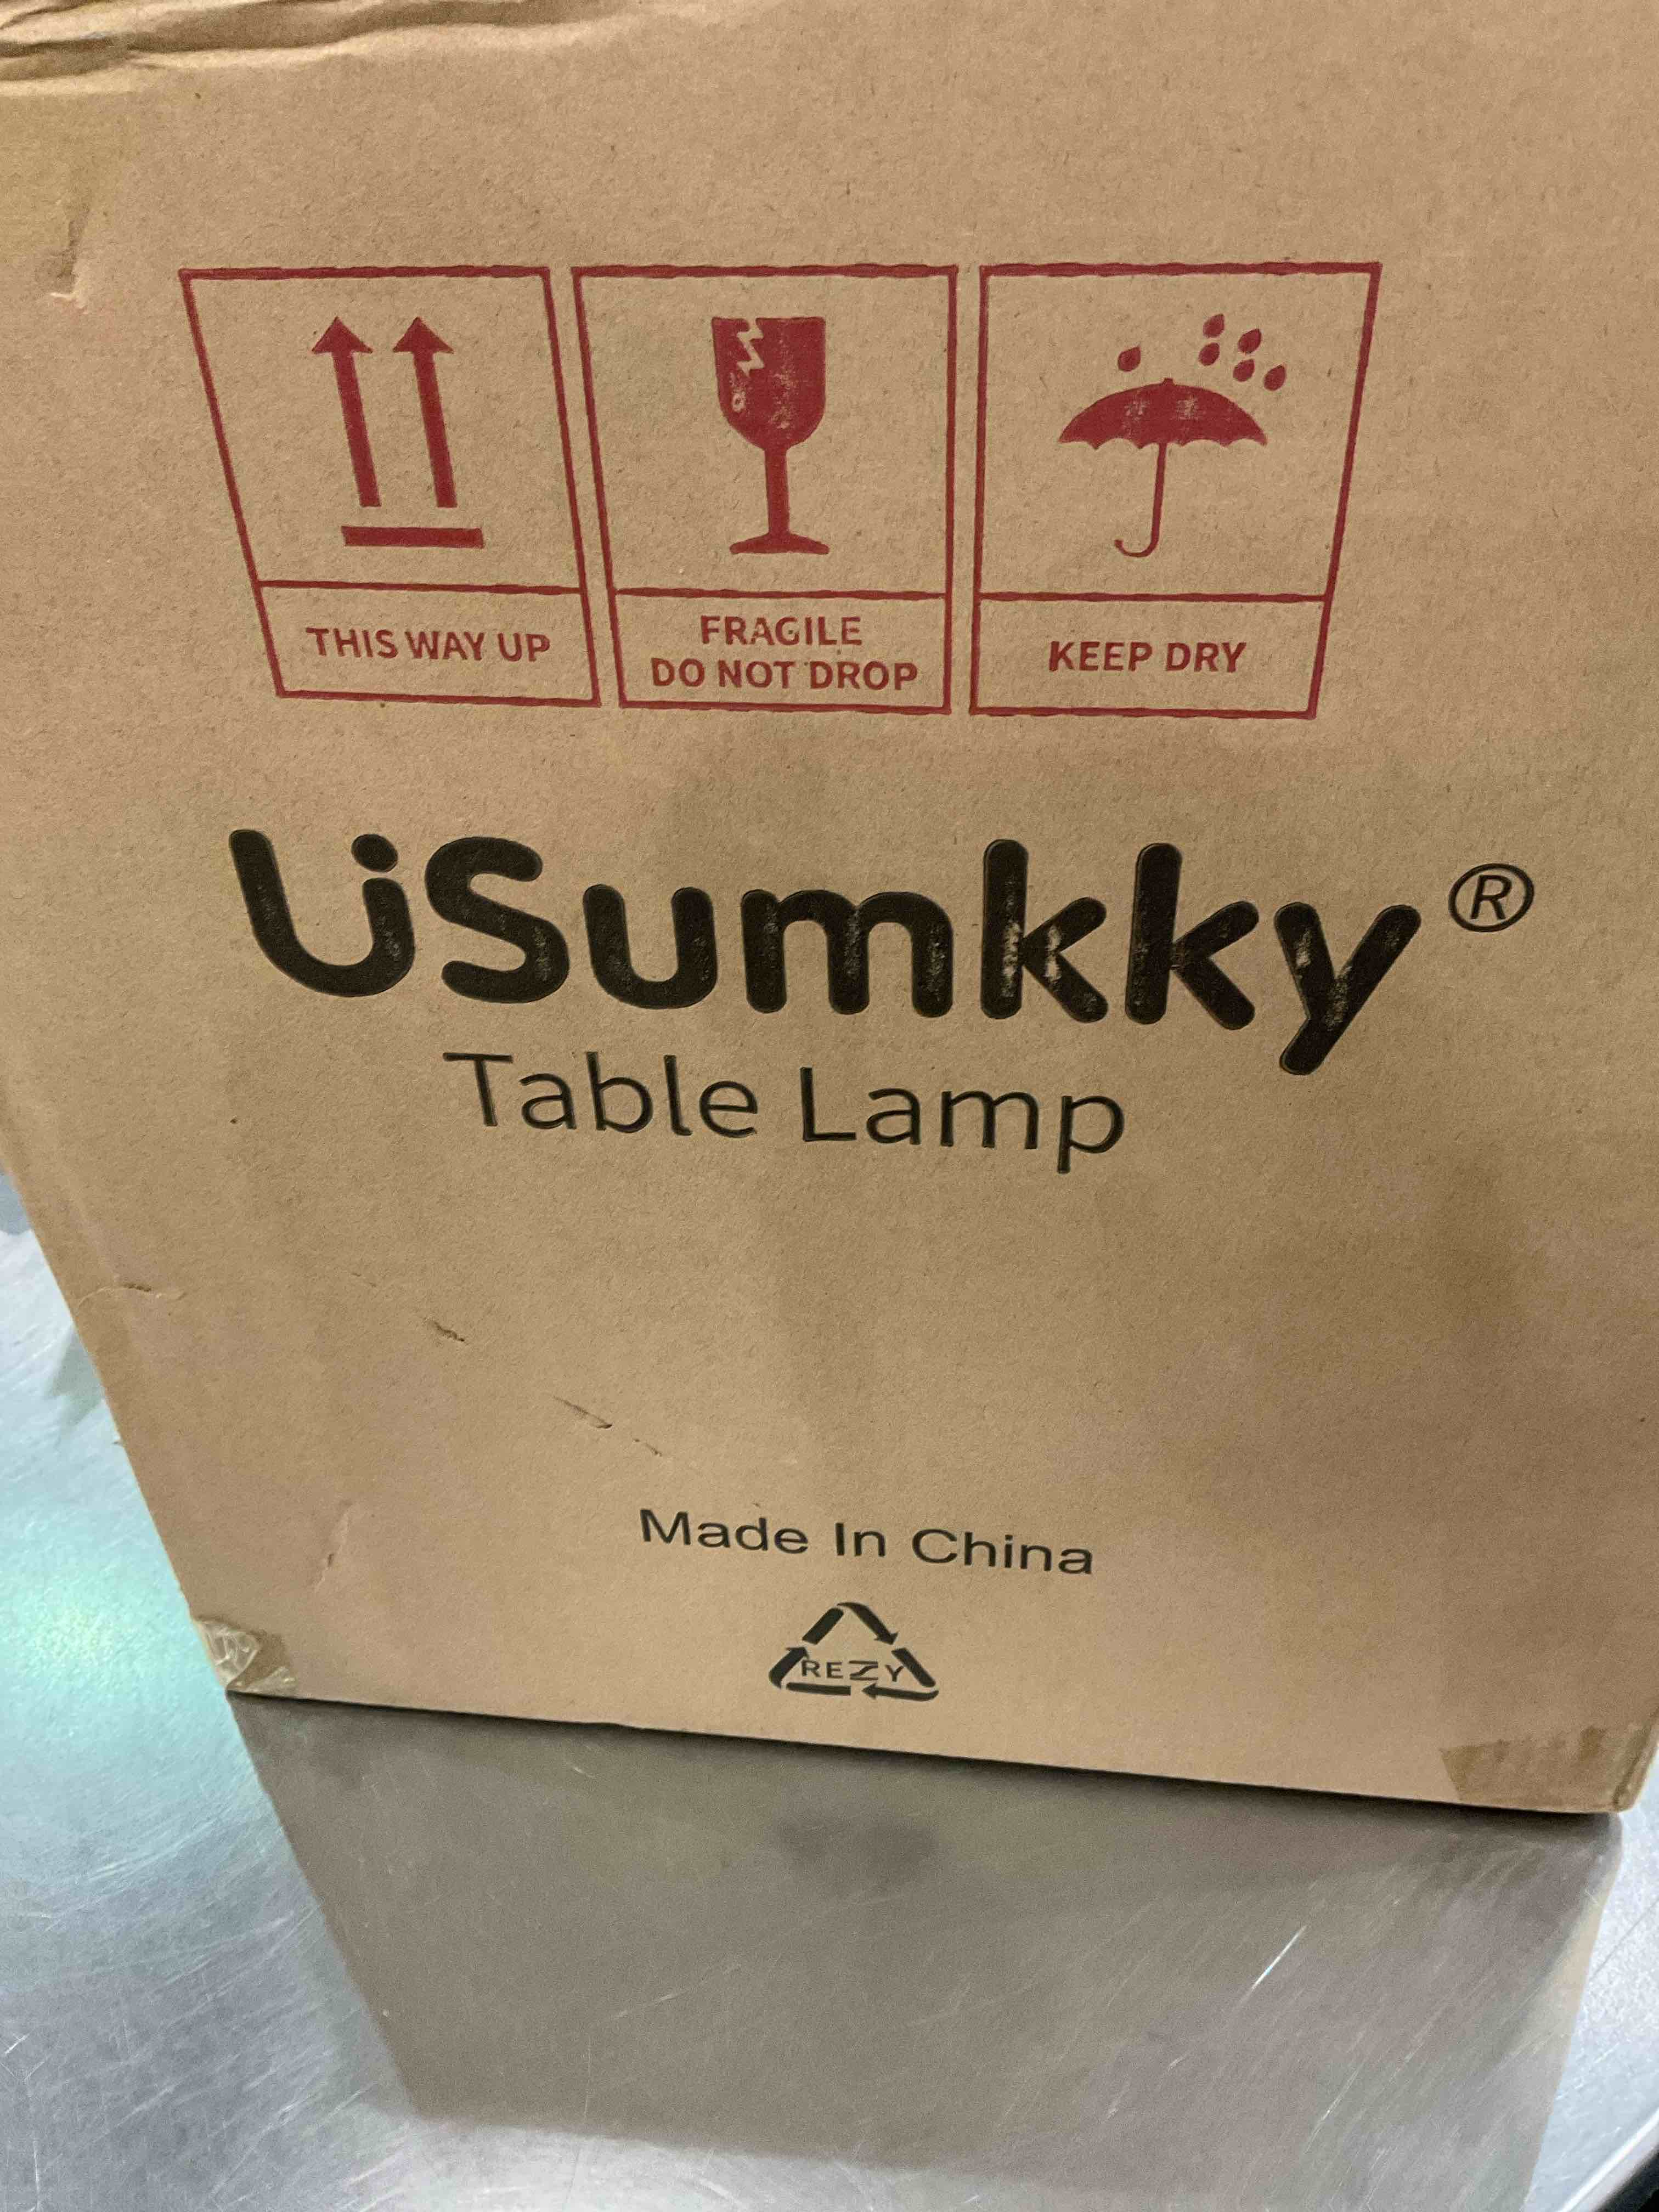 THIS WAY UP
FRAGILE
DO NOT DROP
KEEP DRY
UiSumkky®
Table Lamp
Made In China
REZY